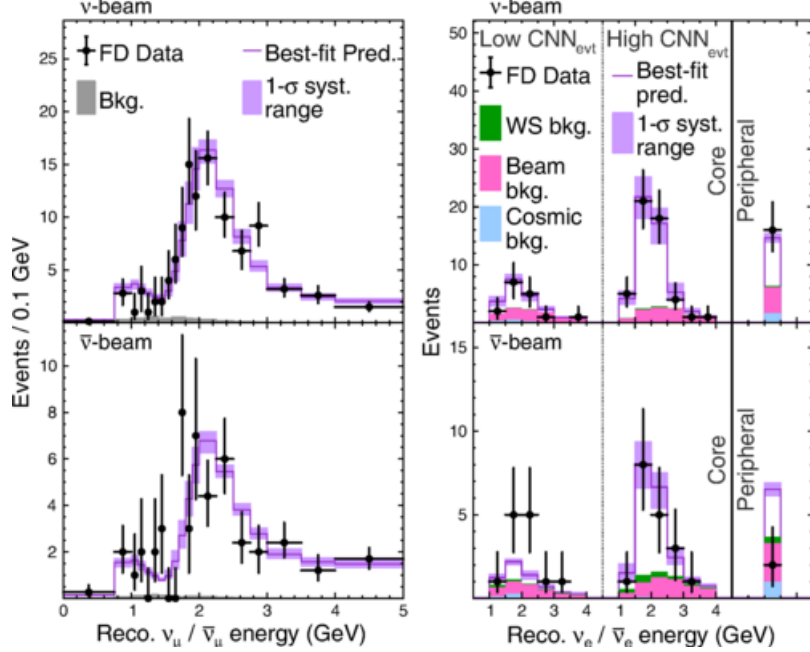 ν-beam
Events / 0.1 GeV
25
20
15
10
5
FD Data
Bkg.
Best-fit Pred.
1-σ syst.
range
ν̄-beam
10
8
6
4
2
0 1 2 3 4 5
Reco. νμ / ν̄μ energy (GeV)
ν-beam
Events
50
40
30
20
10
Low CNNevt
High CNNevt
FD Data
WS bkg.
Beam
bkg.
Cosmic
bkg.
Best-fit
pred.
1-σ syst.
range
Core
Peripheral
ν̄-beam
15
10
5
Core
Peripheral
1 2 3 4 1 2 3 4
Reco. νe / ν̄e energy (GeV)